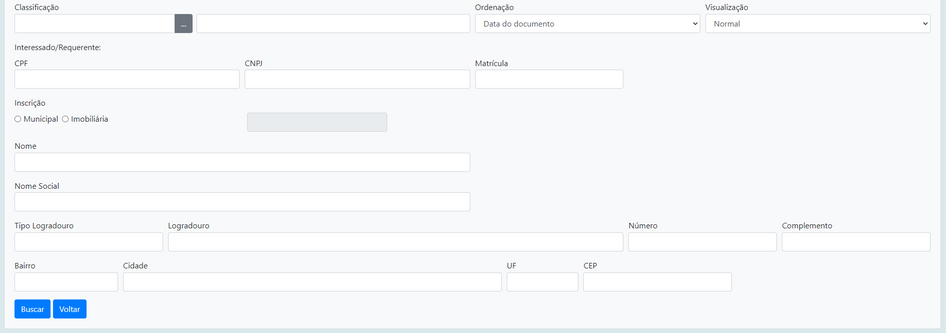 Classificação Ordenação Visualização
... Data do documento Normal
Interessado/Requerente:
CPF CNPJ Matrícula
Inscrição
Municipal Imobiliária
Nome
Nome Social
Tipo Logradouro Logradouro Número Complemento
Bairro Cidade UF CEP
Buscar Voltar